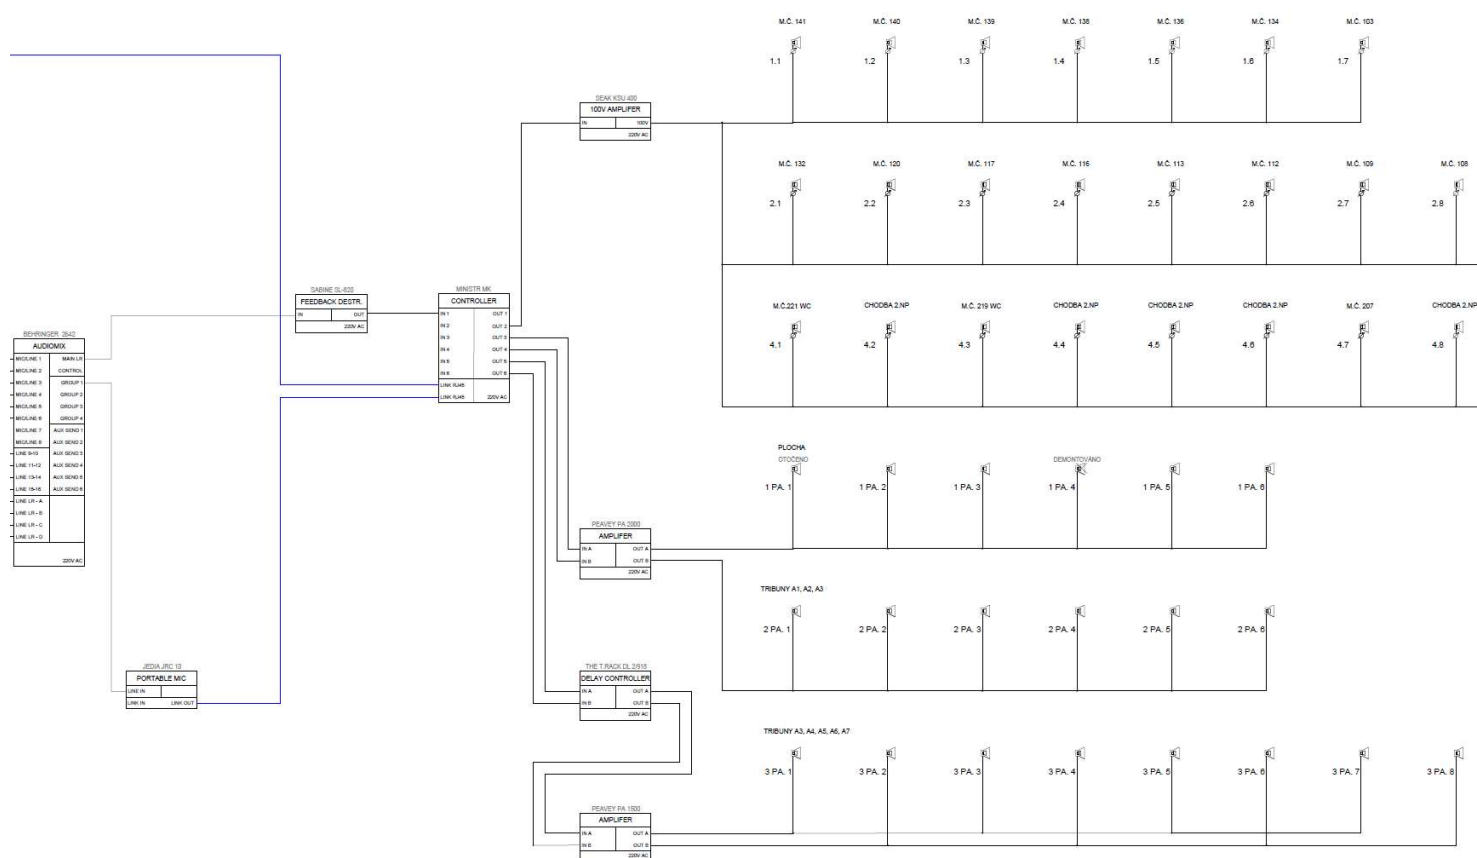 M.Č. 141 M.Č. 140 M.Č. 139 M.Č. 138 M.Č. 136 M.Č. 134 M.Č. 103
1.1 1.2 1.3 1.4 1.5 1.6 1.7
SEAK KSU 400
100V AMPLIFER
IN 100V
220V AC
M.Č. 132 M.Č. 120 M.Č. 117 M.Č. 116 M.Č. 113 M.Č. 112 M.Č. 109 M.Č. 108
2.1 2.2 2.3 2.4 2.5 2.6 2.7 2.8
M.Č.221 WC CHODBA 2.NP M.Č. 219 WC CHODBA 2.NP CHODBA 2.NP CHODBA 2.NP M.Č. 207 CHODBA 2.NP
4.1 4.2 4.3 4.4 4.5 4.6 4.7 4.8
SABINE SL-820
FEEDBACK DESTR.
IN OUT
220V AC
MINISTR MK
CONTROLLER
IN 1 OUT 1
IN 2 OUT 2
IN 3 OUT 3
IN 4 OUT 4
IN 5 OUT 5
IN 6 OUT 6
LINK RJ45
LINK RJ45 220V AC
BEHRINGER 2642
AUDIOMIX
MIC/LINE 1 MAIN LR
MIC/LINE 2 CONTROL
MIC/LINE 3 GROUP 1
MIC/LINE 4 GROUP 2
MIC/LINE 5 GROUP 3
MIC/LINE 6 GROUP 4
MIC/LINE 7 AUX SEND 1
MIC/LINE 8 AUX SEND 2
LINE 9-10 AUX SEND 3
LINE 11-12 AUX SEND 4
LINE 13-14 AUX SEND 5
LINE 15-16 AUX SEND 6
LINE LR - A
LINE LR - B
LINE LR - C
LINE LR - D
220V AC
PLOCHA
OTOČENO DEMONTOVÁNO
1 PA. 1 1 PA. 2 1 PA. 3 1 PA. 4 1 PA. 5 1 PA. 6
PEAVEY PA 2000
AMPLIFER
IN A OUT A
IN B OUT B
220V AC
TRIBUNY A1, A2, A3
2 PA. 1 2 PA. 2 2 PA. 3 2 PA. 4 2 PA. 5 2 PA. 6
JEDIA JRC 13
PORTABLE MIC
LINE IN
LINK IN LINK OUT
THE T.RACK DL 2/918
DELAY CONTROLLER
IN A OUT A
IN B OUT B
220V AC
TRIBUNY A3, A4, A5, A6, A7
3 PA. 1 3 PA. 2 3 PA. 3 3 PA. 4 3 PA. 5 3 PA. 6 3 PA. 7 3 PA. 8
PEAVEY PA 1500
AMPLIFER
IN A OUT A
IN B OUT B
220V AC